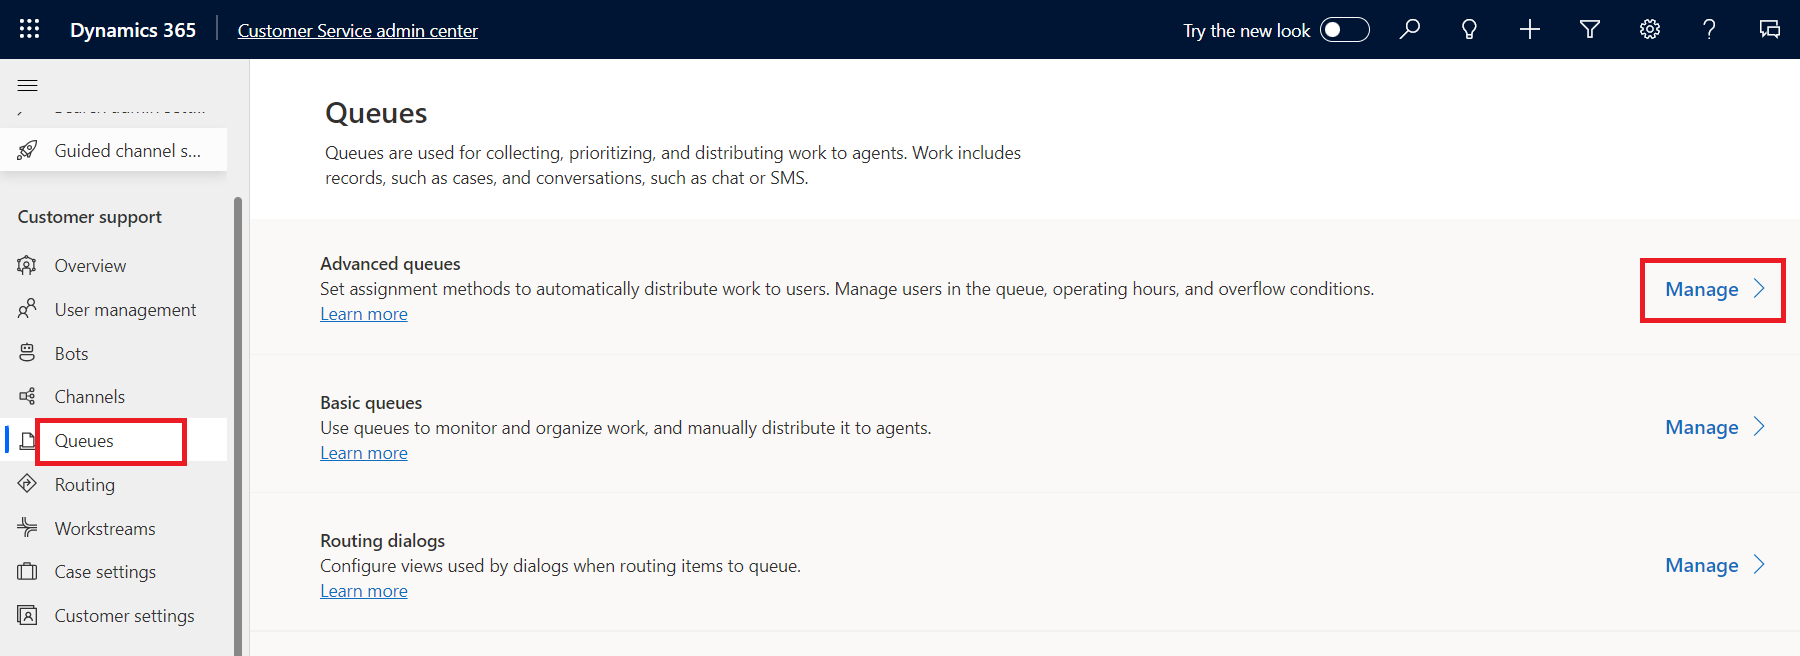 Dynamics 365
Customer Service admin center
Try the new look
Guided channel s...
Customer support
Overview
User management
Bots
Channels
Queues
Routing
Workstreams
Case settings
Customer settings
Queues
Queues are used for collecting, prioritizing, and distributing work to agents. Work includes
records, such as cases, and conversations, such as chat or SMS.
Advanced queues
Set assignment methods to automatically distribute work to users. Manage users in the queue, operating hours, and overflow conditions.
Learn more
Manage
Basic queues
Use queues to monitor and organize work, and manually distribute it to agents.
Learn more
Manage
Routing dialogs
Configure views used by dialogs when routing items to queue.
Learn more
Manage